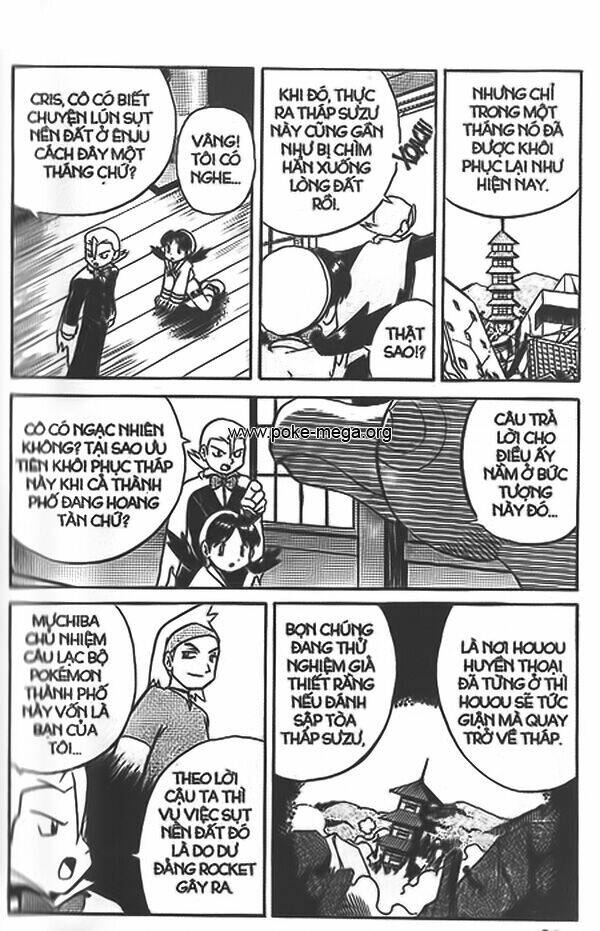 CRIS, CÔ CÓ BIẾT
CHUYỆN LÚN SỤT
NỀN ĐẤT Ở ENJU
CÁCH ĐÂY MỘT
THÁNG CHỨ?
VÂNG!
TÔI CÓ
NGHE...
KHI ĐÓ, THỰC
RA THÁP SUZU
NÀY CŨNG GẦN
NHƯ BỊ CHÌM
HẲN XUỐNG
LÒNG ĐẤT
RỒI.
XOẠCH
THẬT
SAO!?
NHƯNG CHỈ
TRONG MỘT
THÁNG NÓ ĐÃ
ĐƯỢC KHÔI
PHỤC LẠI NHƯ
HIỆN NAY.
CÔ CÓ NGẠC NHIÊN
KHÔNG? TẠI SAO ƯU
TIÊN KHÔI PHỤC THÁP
NÀY KHI CẢ THÀNH
PHỐ ĐANG HOANG
TÀN CHỨ?
www.poke-mega.org
CÂU TRẢ
LỜI CHO
ĐIỀU ẤY
NẰM Ở BỨC
TƯỢNG
NÀY ĐÓ...
MỰCHIBA
CHỦ NHIỆM
CÂU LẠC BỘ
POKÉMON
THÀNH PHỐ
NÀY VỐN LÀ
BẠN CỦA
TÔI...
THEO LỜI
CẬU TA THÌ
VỤ VIỆC SỤT
NỀN ĐẤT ĐÓ
LÀ DO DƯ
ĐẢNG ROCKET
GÂY RA.
BỌN CHÚNG
ĐANG THỬ
NGHIỆM GIẢ
THIẾT RẰNG
NẾU ĐÁNH
SẬP TÒA
THÁP SUZU,
LÀ NƠI HOUOU
HUYỀN THOẠI
ĐÃ TỪNG Ở THÌ
HOUOU SẼ TỨC
GIẬN MÀ QUAY
TRỞ VỀ THÁP.